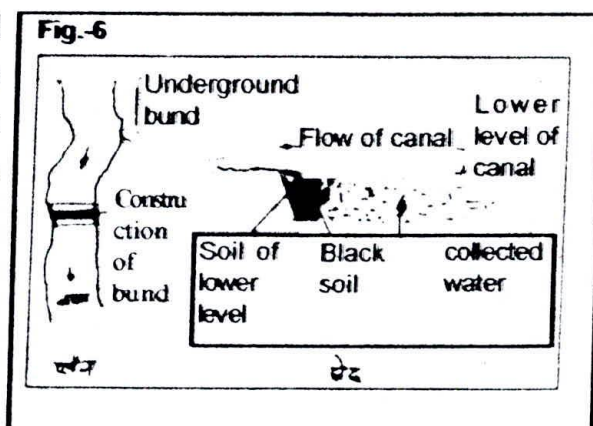 Fig.-6
Underground
bund
Constru
ction
of
bund
Flow of canal
Lower
level of
canal
Soil of
lower
level
Black
soil
collected
water